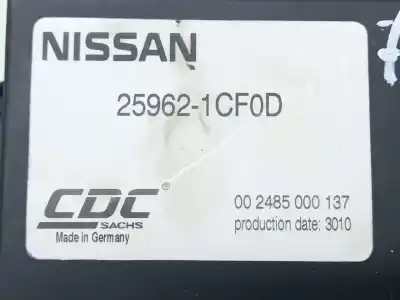 NISSAN
25962-1CF0D
CDC®
SACHS
Made in Germany
00 2485 000 137
production date: 3010